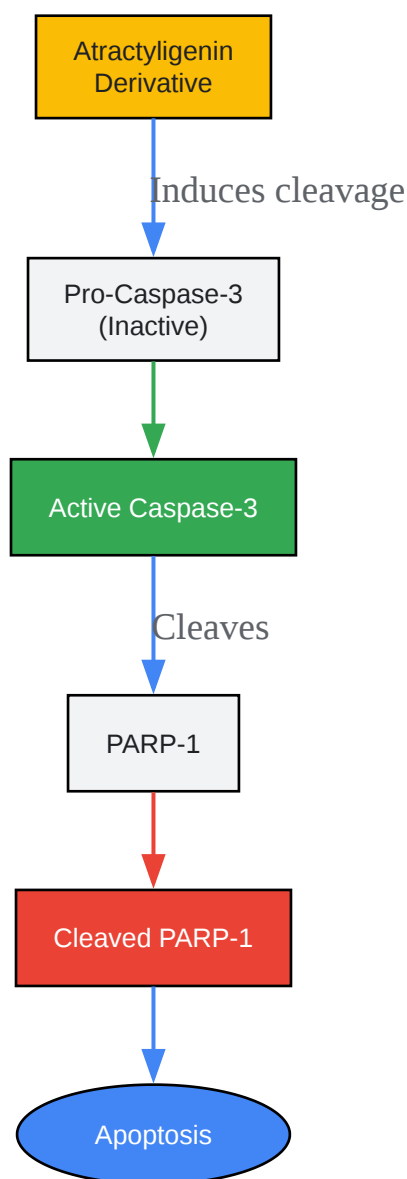 Atractyligenin
Derivative
Induces cleavage
Pro-Caspase-3
(Inactive)
Active Caspase-3
Cleaves
PARP-1
Cleaved PARP-1
Apoptosis